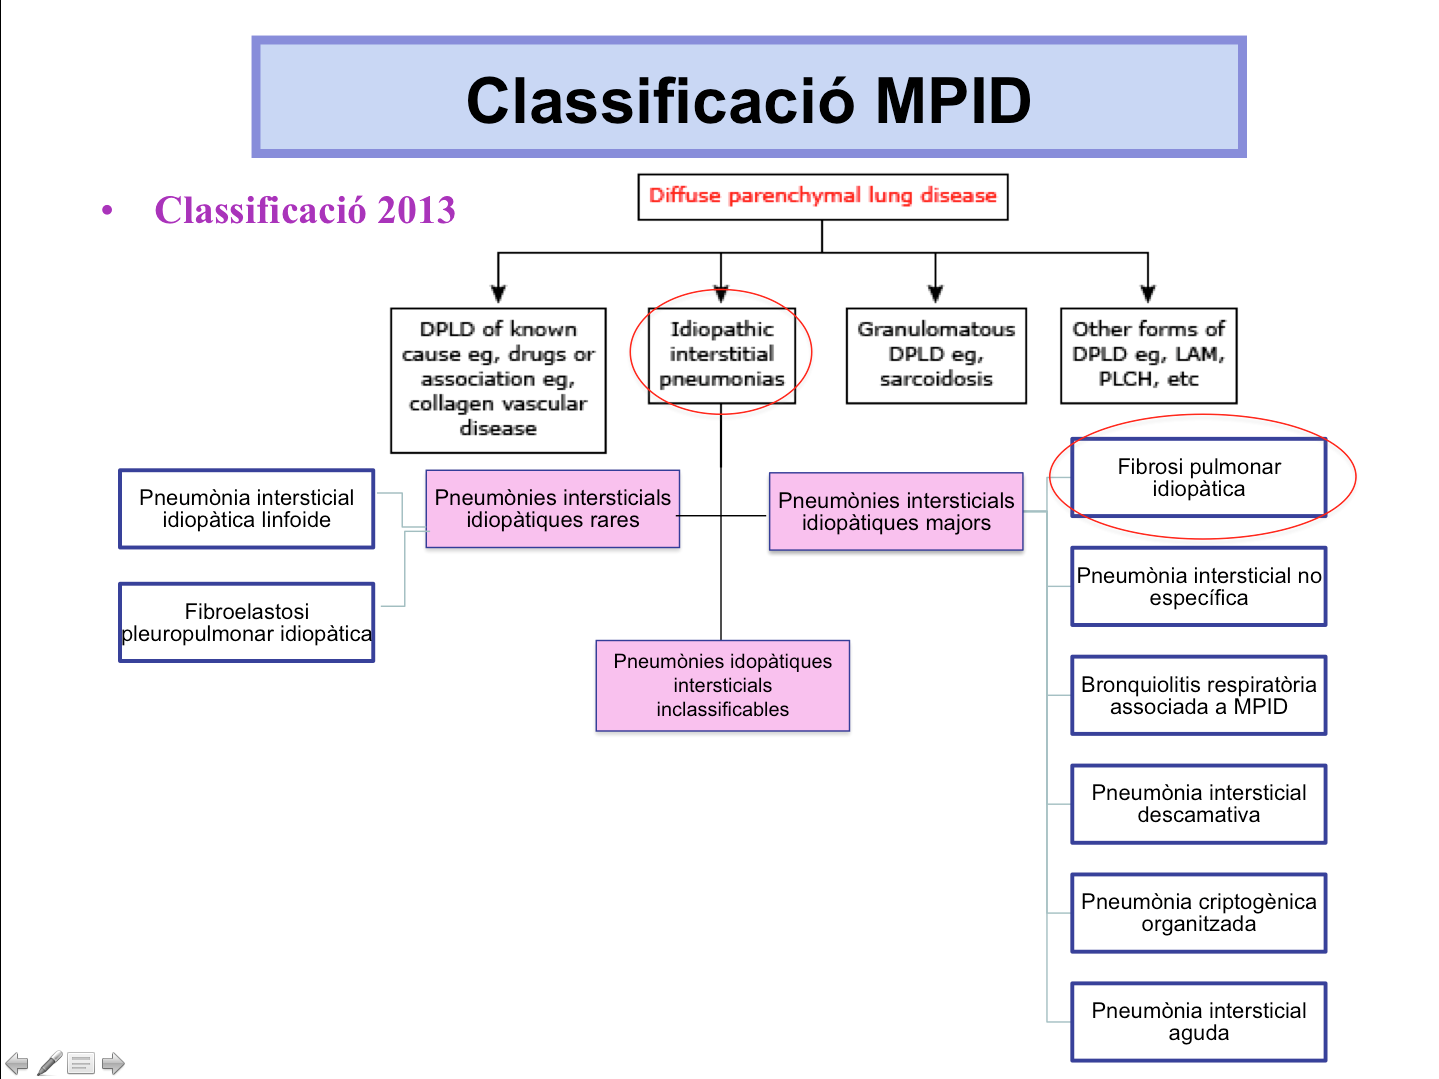 Classificació MPID
• Classificació 2013
Diffuse parenchymal lung disease
DPLD of known
cause eg, drugs or
association eg,
collagen vascular
disease
Idiopathic
interstitial
pneumonias
Granulomatous
DPLD eg,
sarcoidosis
Other forms of
DPLD eg, LAM,
PLCH, etc
Pneumònia intersticial
idiopàtica linfoide
Fibroelastosi
pleuropulmonar idiopàtica
Pneumònies intersticials
idiopàtiques rares
Pneumònies intersticials
idiopàtiques majors
Pneumònies idopàtiques
intersticials
inclassificables
Fibrosi pulmonar
idiopàtica
Pneumònia intersticial no
específica
Bronquiolitis respiratòria
associada a MPID
Pneumònia intersticial
descamativa
Pneumònia criptogènica
organitzada
Pneumònia intersticial
aguda